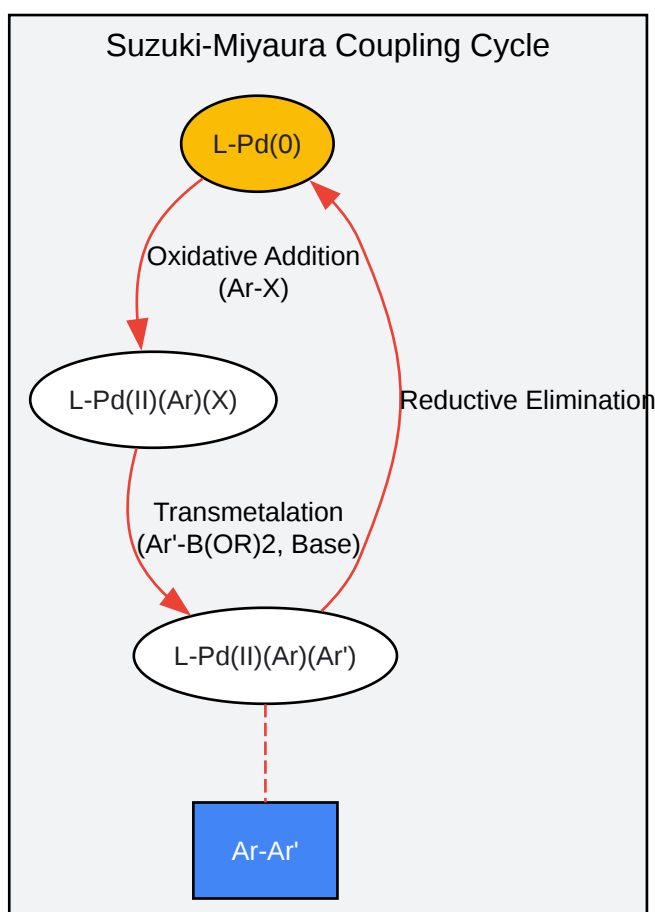 Suzuki-Miyaura Coupling Cycle
L-Pd(0)
Oxidative Addition
(Ar-X)
L-Pd(II)(Ar)(X)
Reductive Elimination
Transmetalation
(Ar'-B(OR)2, Base)
L-Pd(II)(Ar)(Ar')
Ar-Ar'